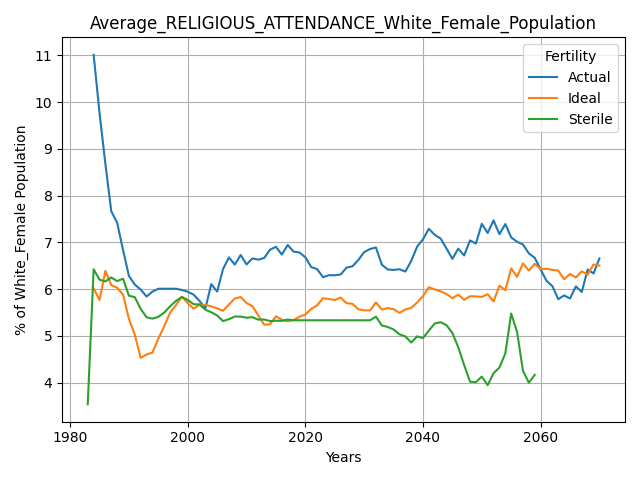 Average_RELIGIOUS_ATTENDANCE_White_Female_Population
% of White_Female Population
11
10
9
8
7
6
5
4
Fertility
Actual
Ideal
Sterile
1980
2000
2020
2040
2060
Years